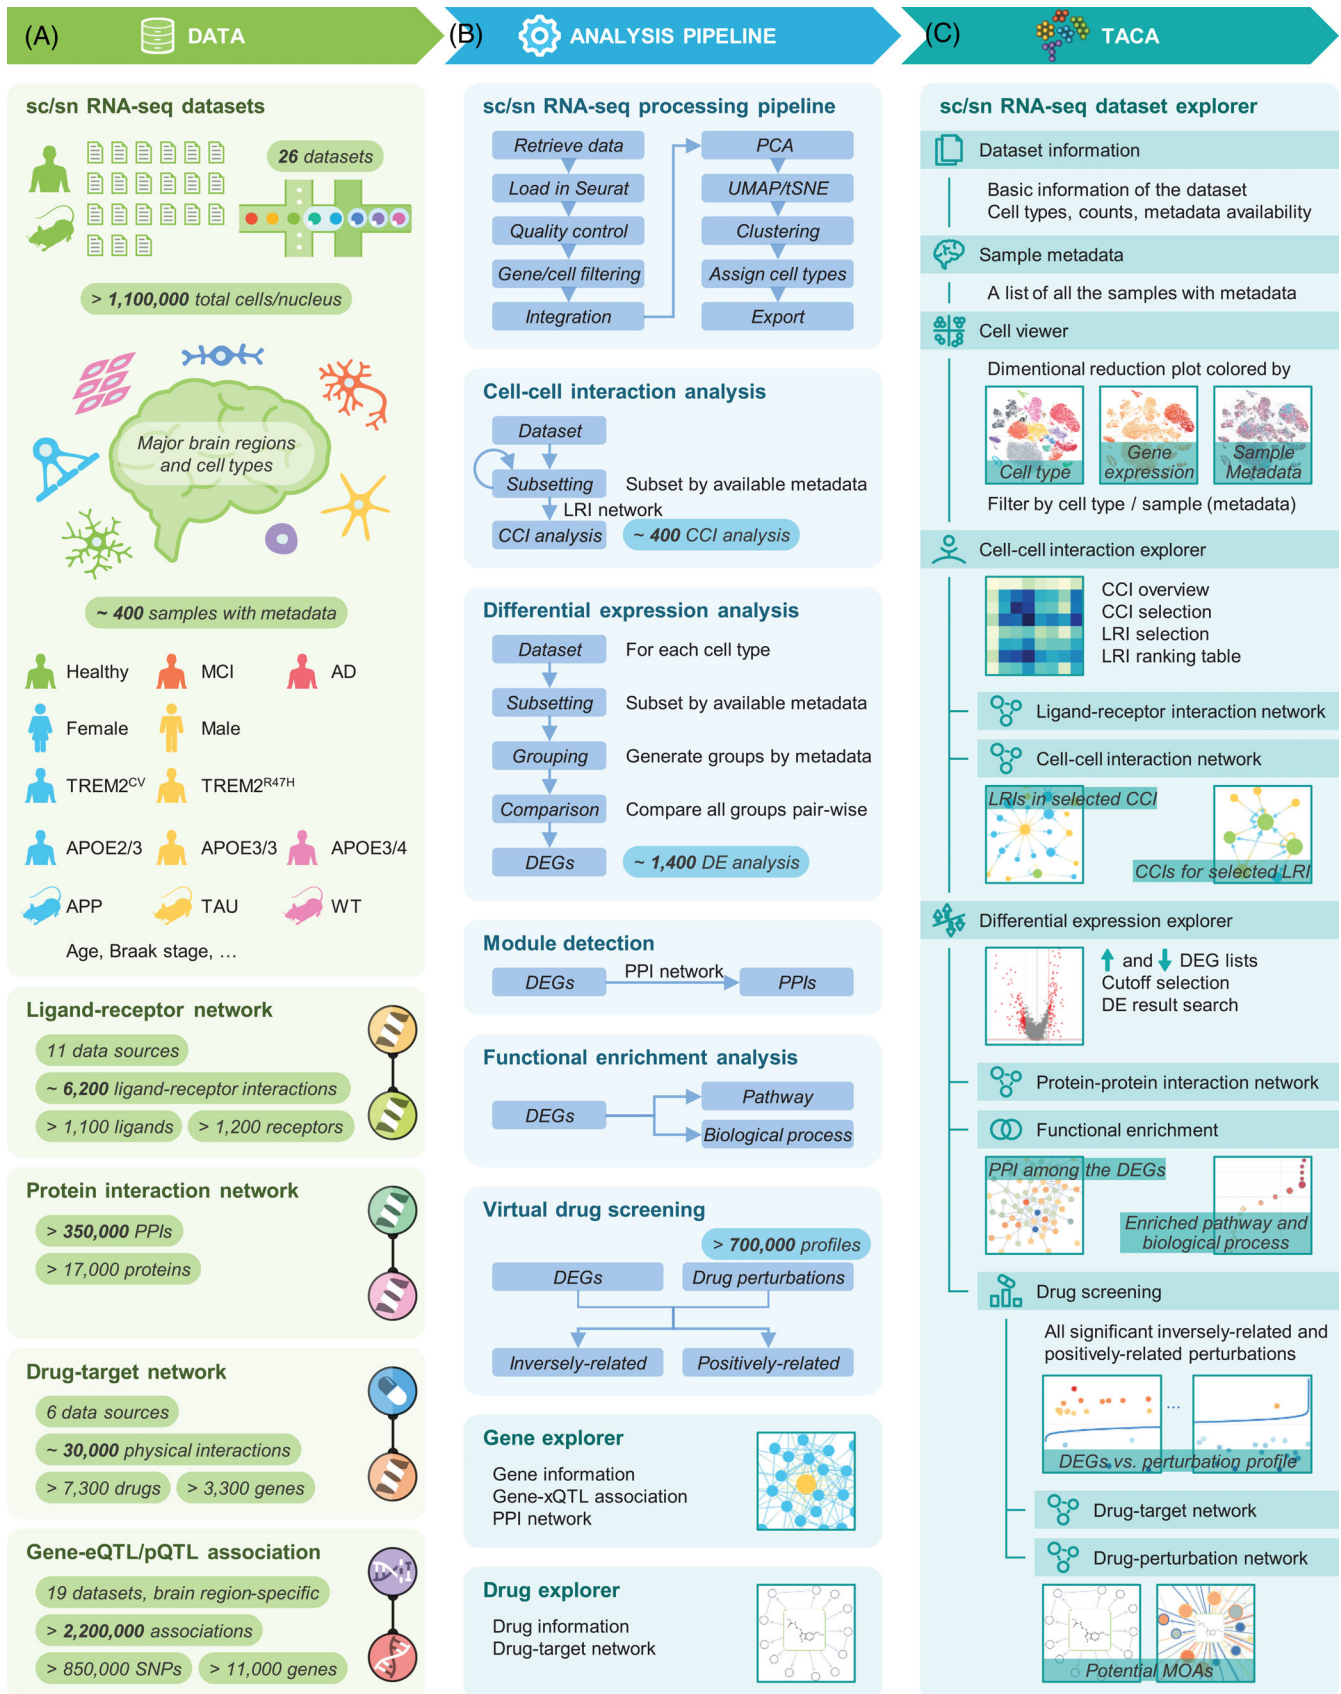 (A) DATA
sc/sn RNA-seq datasets
26 datasets
> 1,100,000 total cells/nucleus
Major brain regions
and cell types
~ 400 samples with metadata
Healthy MCI AD
Female Male
TREM2CV TREM2R47H
APOE2/3 APOE3/3 APOE3/4
APP TAU WT
Age, Braak stage, …
Ligand-receptor network
11 data sources
~ 6,200 ligand-receptor interactions
> 1,100 ligands > 1,200 receptors
Protein interaction network
> 350,000 PPIs
> 17,000 proteins
Drug-target network
6 data sources
~ 30,000 physical interactions
> 7,300 drugs > 3,300 genes
Gene-eQTL/pQTL association
19 datasets, brain region-specific
> 2,200,000 associations
> 850,000 SNPs > 11,000 genes
(B) ANALYSIS PIPELINE
sc/sn RNA-seq processing pipeline
Retrieve data
Load in Seurat
Quality control
Gene/cell filtering
Integration
PCA
UMAP/tSNE
Clustering
Assign cell types
Export
Cell-cell interaction analysis
Dataset
Subsetting Subset by available metadata
LRI network
CCI analysis ~ 400 CCI analysis
Differential expression analysis
Dataset For each cell type
Subsetting Subset by available metadata
Grouping Generate groups by metadata
Comparison Compare all groups pair-wise
DEGs ~ 1,400 DE analysis
Module detection
DEGs PPI network PPIs
Functional enrichment analysis
DEGs
Pathway
Biological process
Virtual drug screening
> 700,000 profiles
DEGs Drug perturbations
Inversely-related Positively-related
Gene explorer
Gene information
Gene-xQTL association
PPI network
Drug explorer
Drug information
Drug-target network
(C) TACA
sc/sn RNA-seq dataset explorer
Dataset information
Basic information of the dataset
Cell types, counts, metadata availability
Sample metadata
A list of all the samples with metadata
Cell viewer
Dimentional reduction plot colored by
Cell type
Gene
expression
Sample
Metadata
Filter by cell type / sample (metadata)
Cell-cell interaction explorer
CCI overview
CCI selection
LRI selection
LRI ranking table
Ligand-receptor interaction network
Cell-cell interaction network
LRIs in selected CCI
CCIs for selected LRI
Differential expression explorer
and DEG lists
Cutoff selection
DE result search
Protein-protein interaction network
Functional enrichment
PPI among the DEGs
Enriched pathway and
biological process
Drug screening
All significant inversely-related and
positively-related perturbations
...
DEGs vs. perturbation profile
Drug-target network
Drug-perturbation network
Potential MOAs